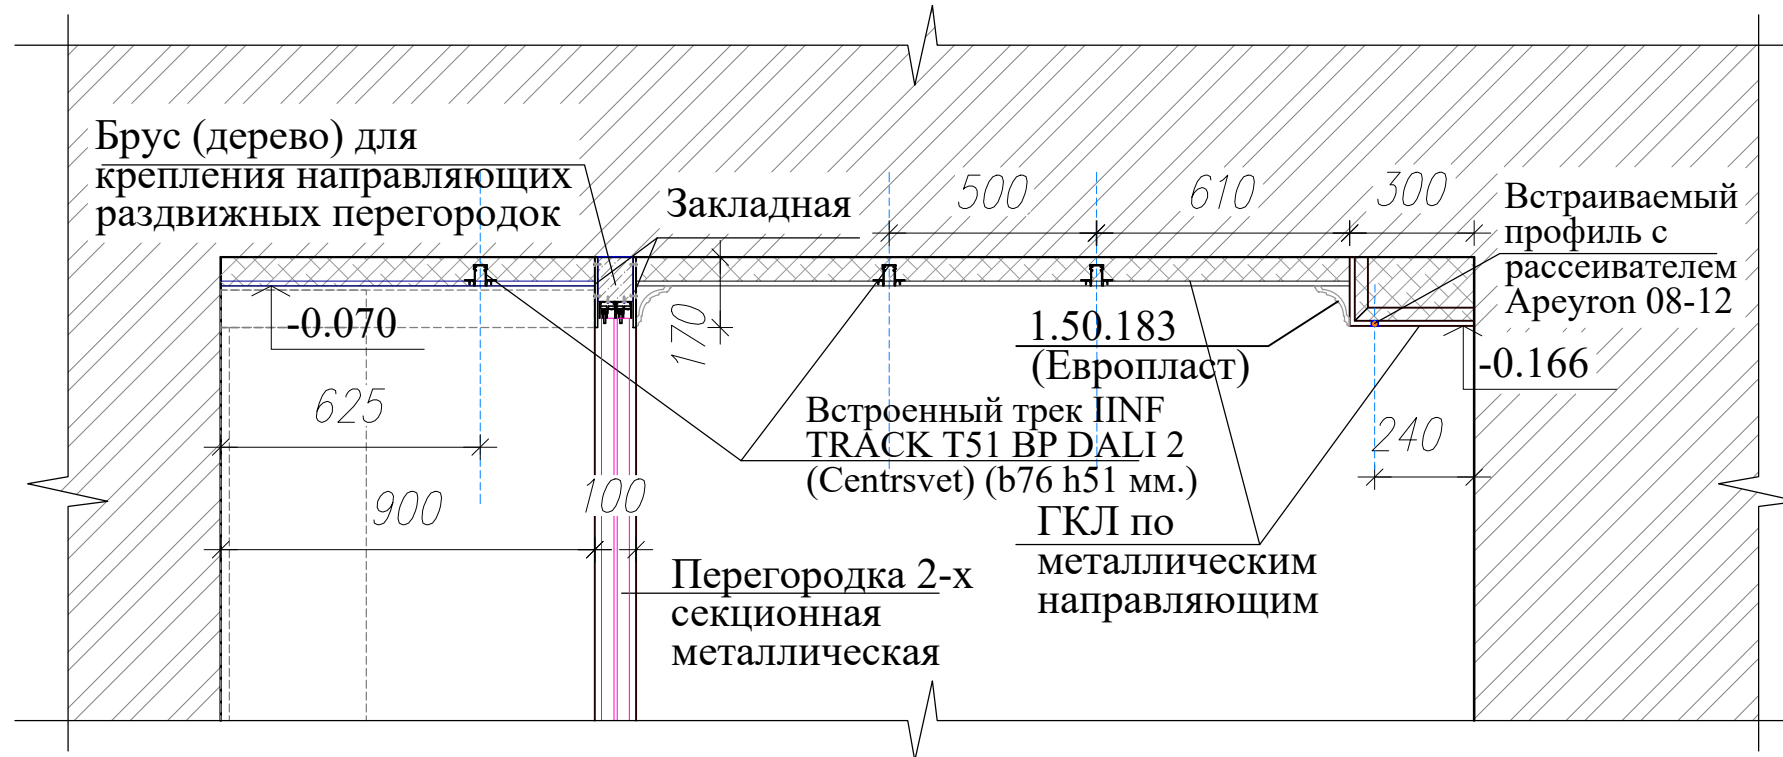 Брус (дерево) для
крепления направляющих
раздвижных перегородок
Закладная
500
610
300
Встраиваемый
профиль с
рассеивателем
Apeyron 08-12
-0.070
170
1.50.183
(Европласт)
-0.166
625
Встроенный трек IINF
TRACK T51 BP DALI 2
(Centrsvet) (b76 h51 мм.)
240
900
100
ГКЛ по
металлическим
направляющим
Перегородка 2-х
секционная
металлическая